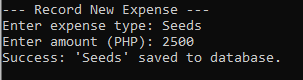 --- Record New Expense ---
Enter expense type: Seeds
Enter amount (PHP): 2500
Success: 'Seeds' saved to database.